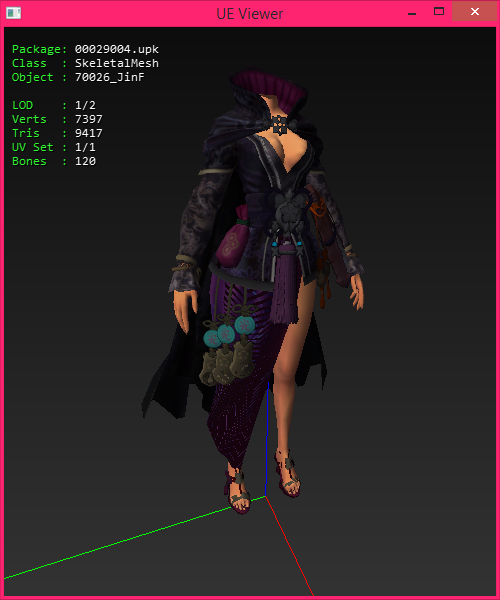 UE Viewer
Package: 00029004.upk
Class  : SkeletalMesh
Object : 70026_JinF
LOD    : 1/2
Verts  : 7397
Tris   : 9417
UV Set : 1/1
Bones  : 120